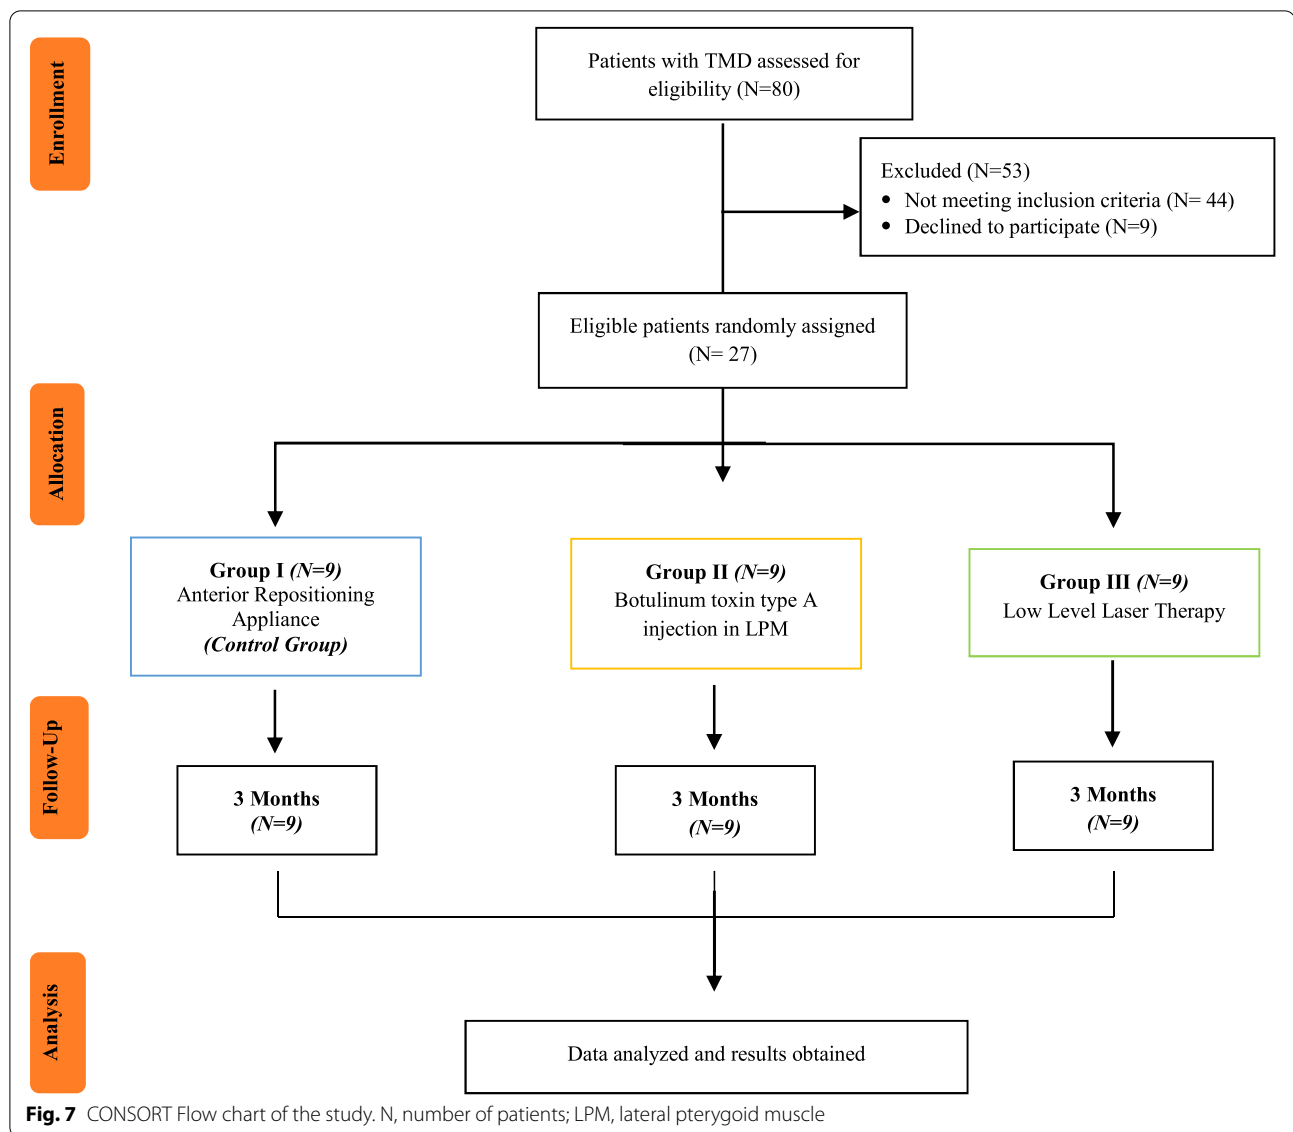 Enrollment
Patients with TMD assessed for
eligibility (N=80)
Excluded (N=53)
• Not meeting inclusion criteria (N= 44)
• Declined to participate (N=9)
Eligible patients randomly assigned
(N= 27)
Allocation
Group I (N=9)
Anterior Repositioning
Appliance
(Control Group)
Group II (N=9)
Botulinum toxin type A
injection in LPM
Group III (N=9)
Low Level Laser Therapy
Follow-Up
3 Months
(N=9)
3 Months
(N=9)
3 Months
(N=9)
Analysis
Data analyzed and results obtained
Fig. 7 CONSORT Flow chart of the study. N, number of patients; LPM, lateral pterygoid muscle